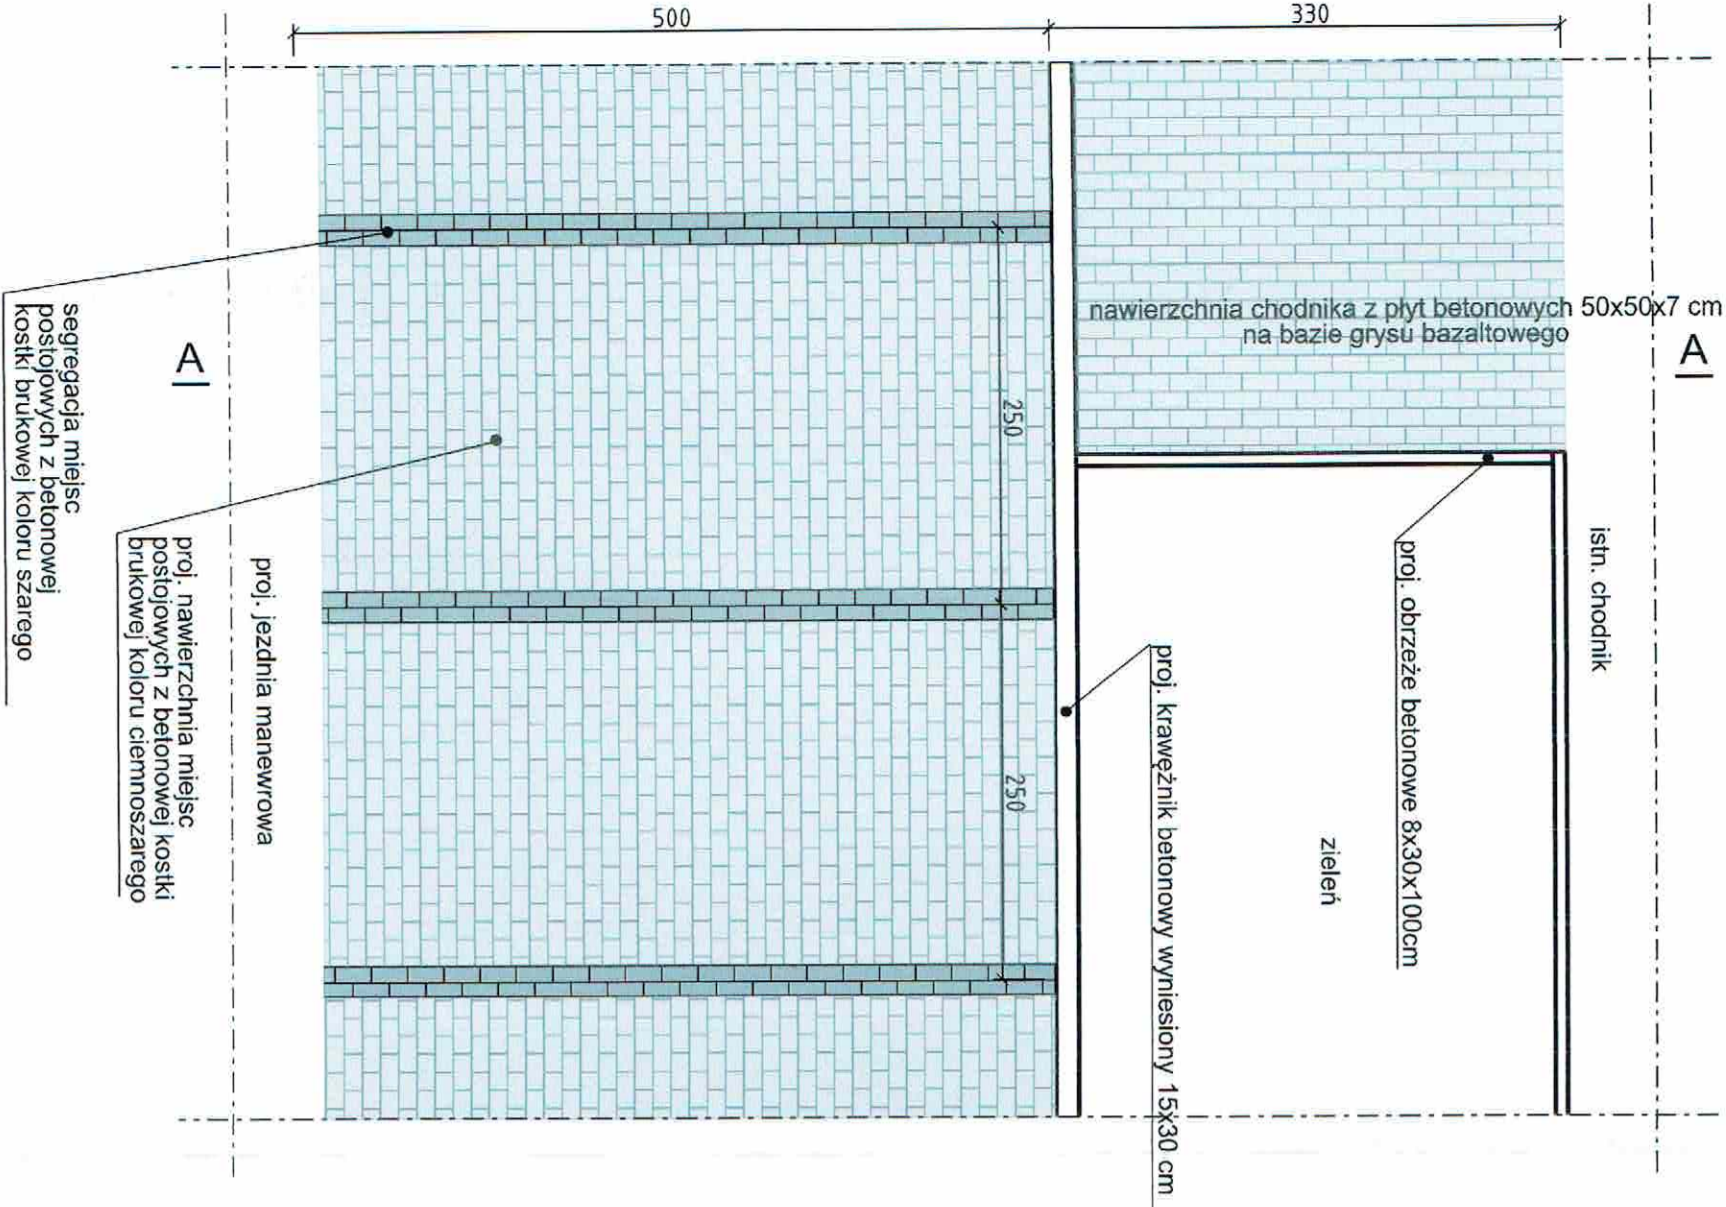 500
330
nawierzchnia chodnika z płyt betonowych 50x50x7 cm
na bazie grysu bazaltowego
A
A
250
250
segregacja miejsc
postojowych z betonowej
kostki brukowej koloru szarego
proj. nawierzchnia miejsc
postojowych z betonowej kostki
brukowej koloru ciemnoszarego
proj. jezdnia manewrowa
proj. krawężnik betonowy wyniesiony 15x30 cm
zieleń
proj. obrzeże betonowe 8x30x100cm
istn. chodnik